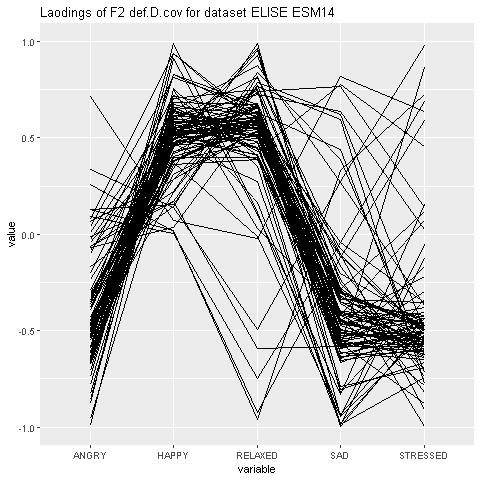 Laodings of F2 def.D.cov for dataset ELISE ESM14
1.0
0.5
0.0
-0.5
-1.0
value
ANGRY HAPPY RELAXED SAD STRESSED
variable